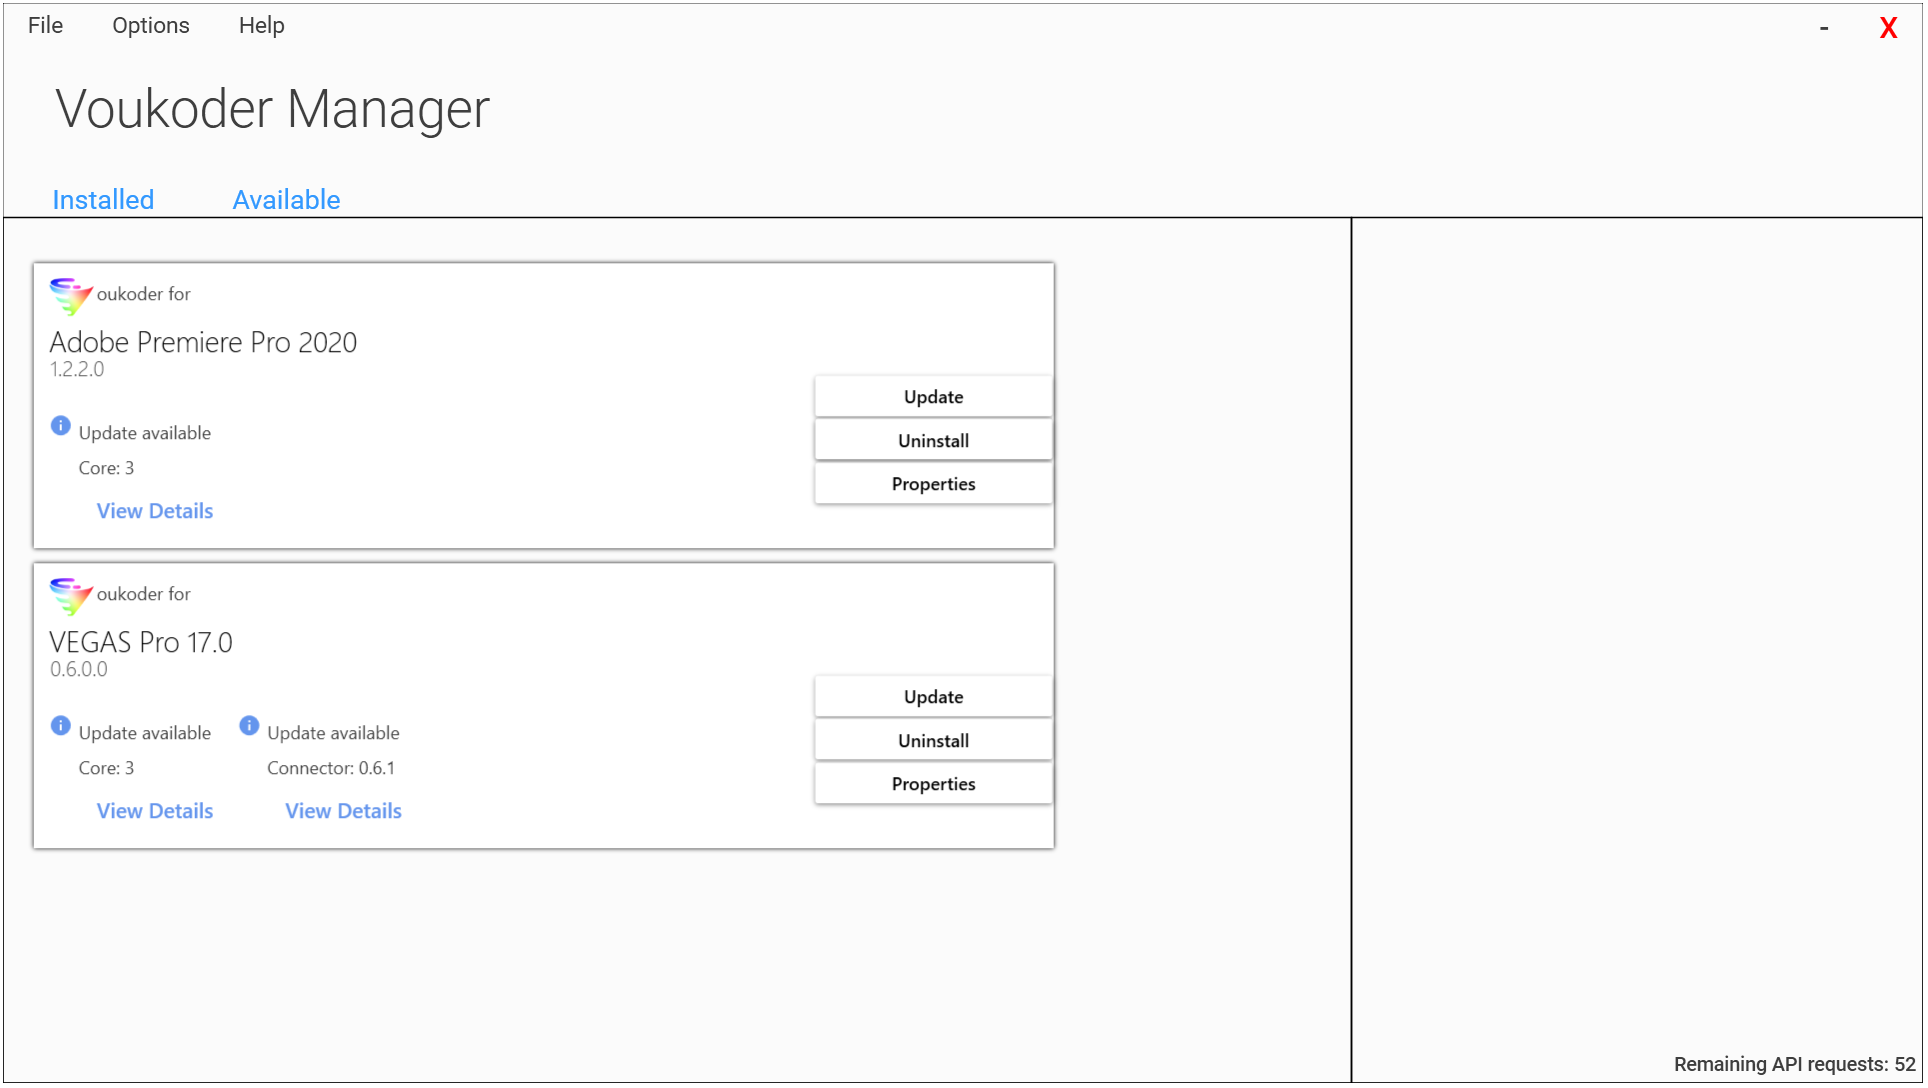 File Options Help - X
Voukoder Manager
Installed Available
oukoder for
Adobe Premiere Pro 2020
1.2.2.0
Update
Uninstall
Properties
Update available
Core: 3
View Details
oukoder for
VEGAS Pro 17.0
0.6.0.0
Update
Uninstall
Properties
Update available Update available
Core: 3 Connector: 0.6.1
View Details View Details
Remaining API requests: 52